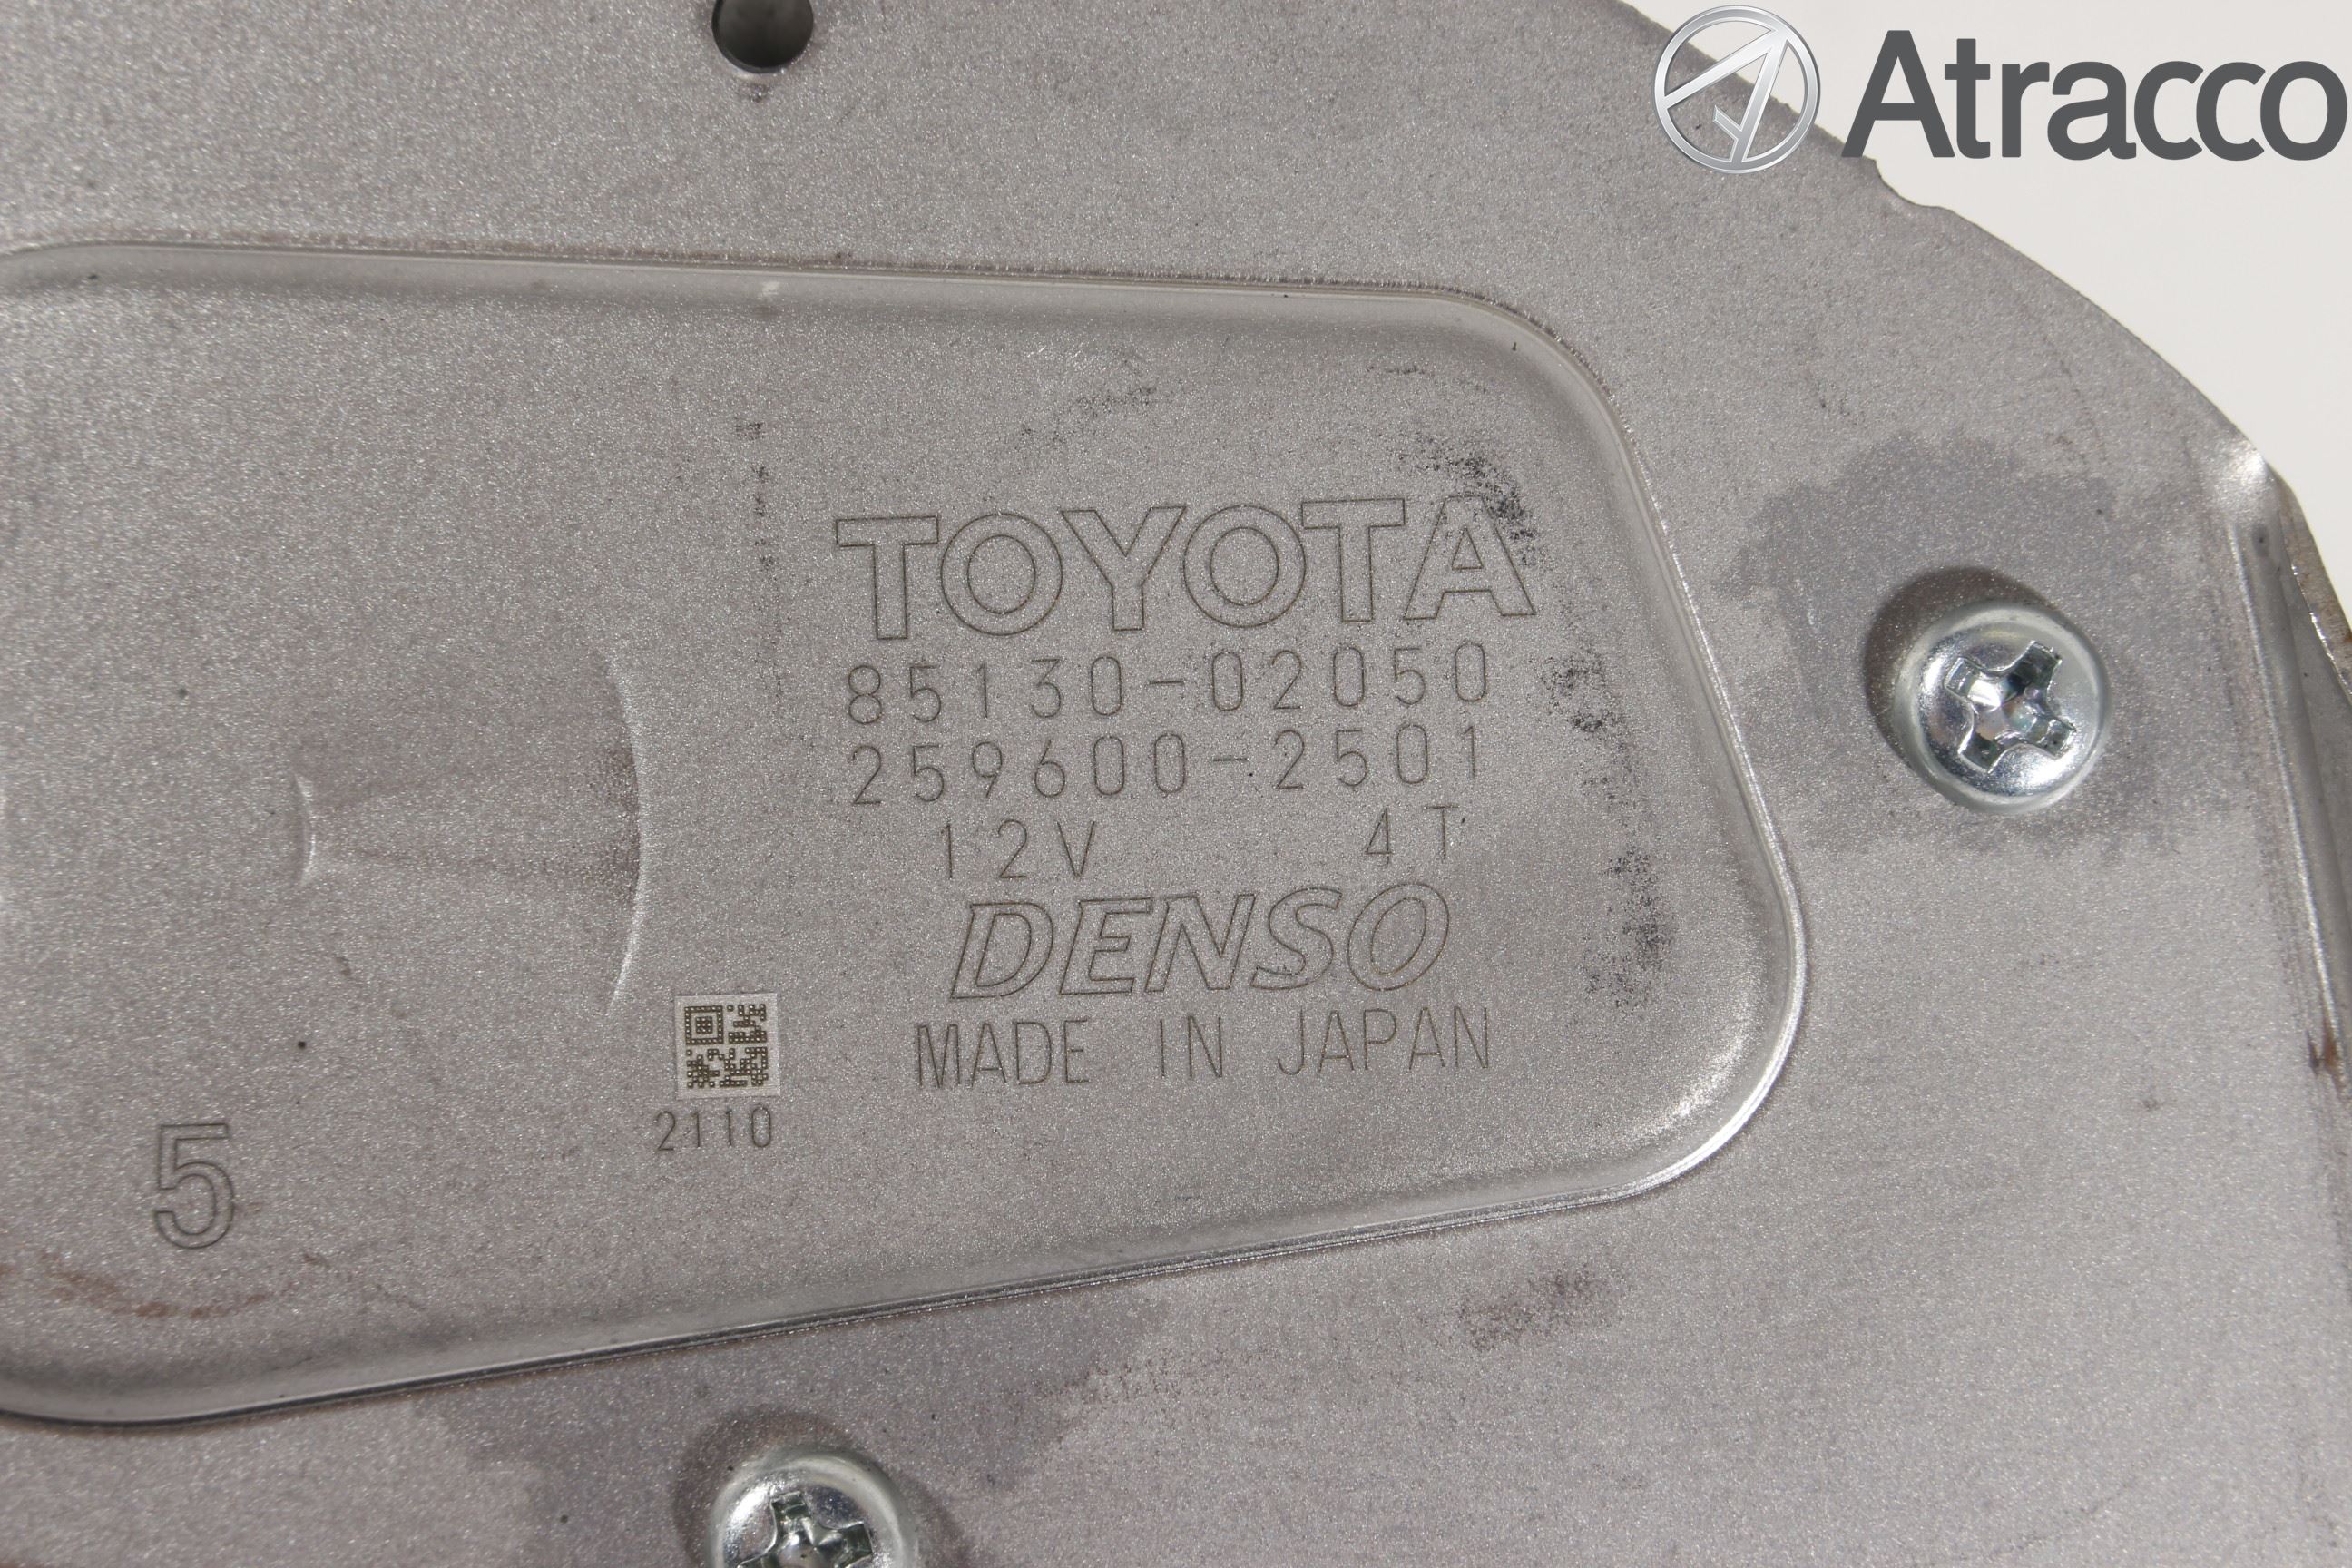 Atracco
TOYOTA
85130-02050
259600-2501
12V 4T
DENSO
MADE IN JAPAN
2110
5